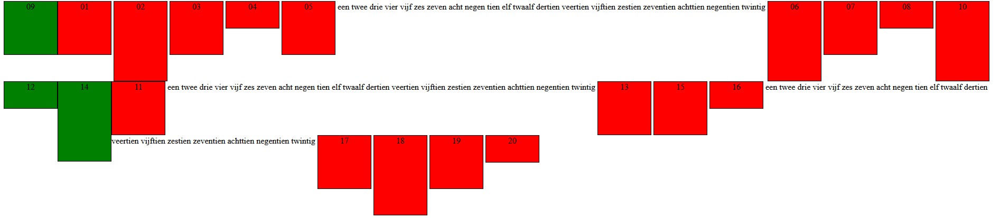 09 01 02 03 04 05 een twee drie vier vijf zes zeven acht negen tien elf twaalf dertien veertien vijftien zestien zeventien achttien negentien twintig 06 07 08 10
12 14 11 een twee drie vier vijf zes zeven acht negen tien elf twaalf dertien veertien vijftien zestien zeventien achttien negentien twintig 13 15 16 een twee drie vier vijf zes zeven acht negen tien elf twaalf dertien
veertien vijftien zestien zeventien achttien negentien twintig 17 18 19 20